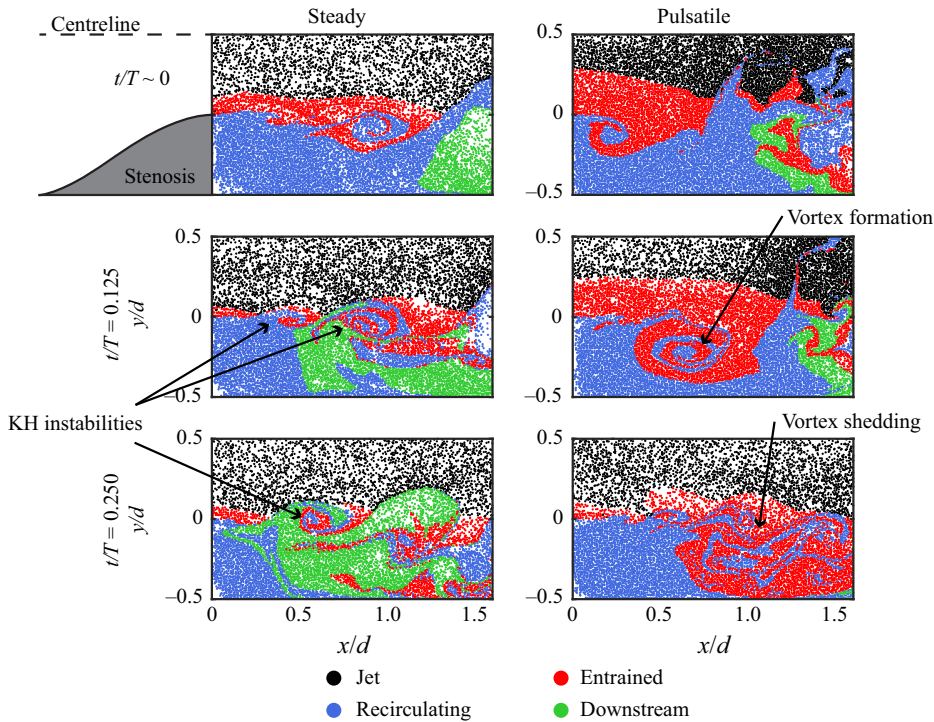 Centreline
Steady
Pulsatile
t/T ~ 0
Stenosis
0.5
0
−0.5
Vortex formation
t/T = 0.125
y/d
0.5
0
−0.5
KH instabilities
Vortex shedding
t/T = 0.250
y/d
0.5
0
−0.5
0.5
0
−0.5
0.5
0
−0.5
0 0.5 1.0 1.5
0 0.5 1.0 1.5
x/d
x/d
Jet
Entrained
Recirculating
Downstream